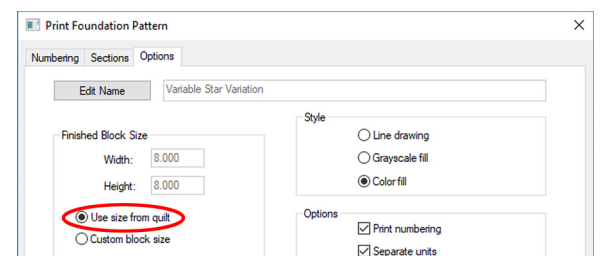 Print Foundation Pattern
Numbering Sections Options
Edit Name Variable Star Variation
Finished Block Size
Width: 8.000
Height: 8.000
Use size from quilt
Custom block size
Style
Line drawing
Grayscale fill
Color fill
Options
Print numbering
Separate units